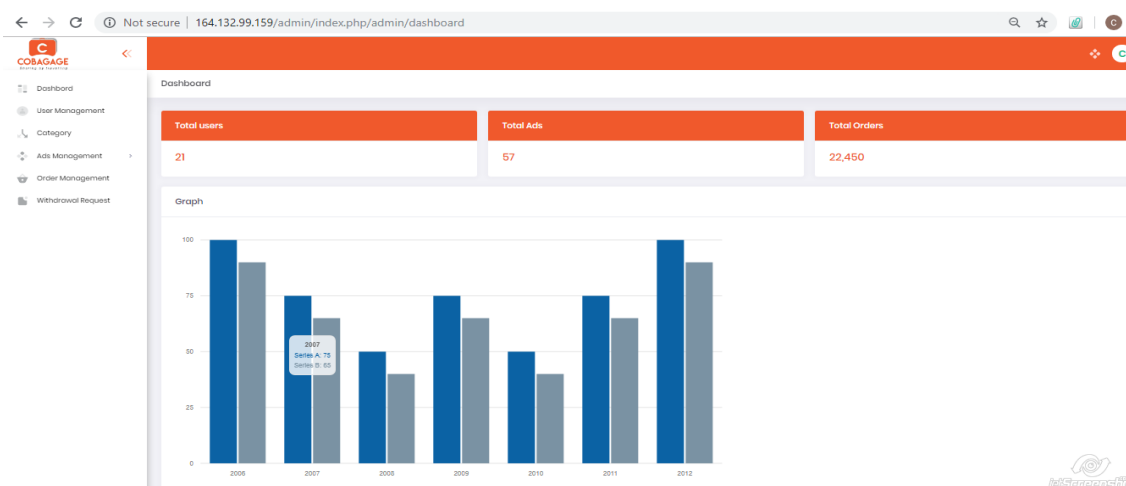 Not secure | 164.132.99.159/admin/index.php/admin/dashboard
C
C
COBAGAGE
C
Dashbord
User Management
Category
Ads Management
Order Management
Withdrawal Request
Dashboard
Total users
Total Ads
Total Orders
21
57
22,450
Graph
100
75
50
25
0
2007
Series A: 75
Series B: 65
2006
2007
2008
2009
2010
2011
2012